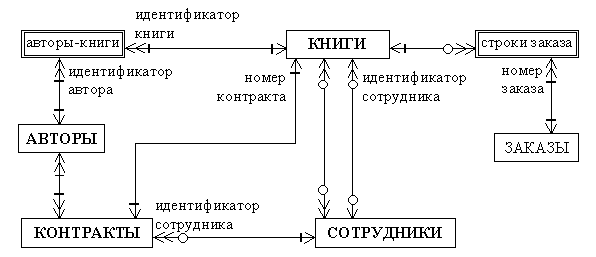 идентификатор
книги
авторы-книги
КНИГИ
строки заказа
идентификатор
автора
номер
контракта
идентификатор
сотрудника
номер
заказа
АВТОРЫ
ЗАКАЗЫ
идентификатор
сотрудника
КОНТРАКТЫ
СОТРУДНИКИ